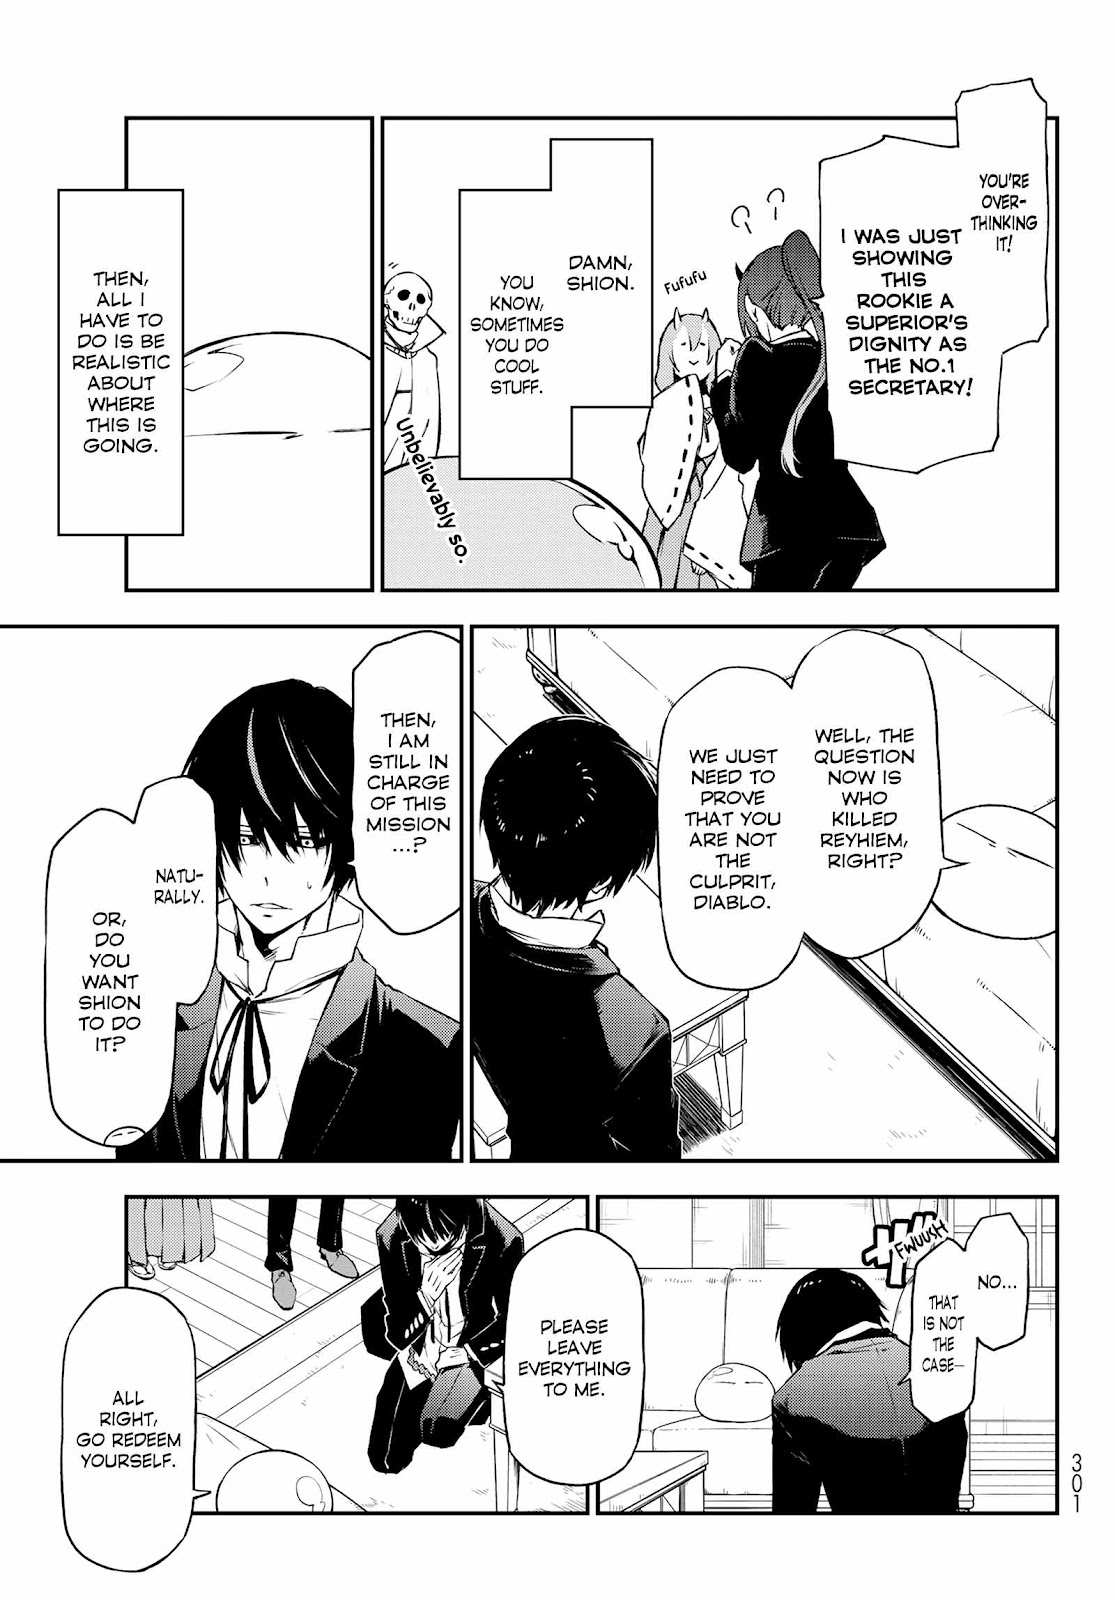 YOU'RE
OVER-
THINKING
IT!
I WAS JUST
SHOWING
THIS
ROOKIE A
SUPERIOR'S
DIGNITY AS
THE NO.1
SECRETARY!
Fufufu
DAMN,
SHION.
YOU
KNOW,
SOMETIMES
YOU DO
COOL
STUFF.
Unbelievably so.
THEN,
ALL I
HAVE TO
DO IS BE
REALISTIC
ABOUT
WHERE
THIS IS
GOING.
WELL, THE
QUESTION
NOW IS
WHO
KILLED
REYHIEM,
RIGHT?
WE JUST
NEED TO
PROVE
THAT YOU
ARE NOT
THE
CULPRIT,
DIABLO.
THEN,
I AM
STILL IN
CHARGE
OF THIS
MISSION
...?
NATU-
RALLY.
OR,
DO
YOU
WANT
SHION
TO DO
IT?
FWUUSH
NO...
THAT
IS NOT
THE
CASE—
PLEASE
LEAVE
EVERYTHING
TO ME.
ALL
RIGHT,
GO REDEEM
YOURSELF.
301